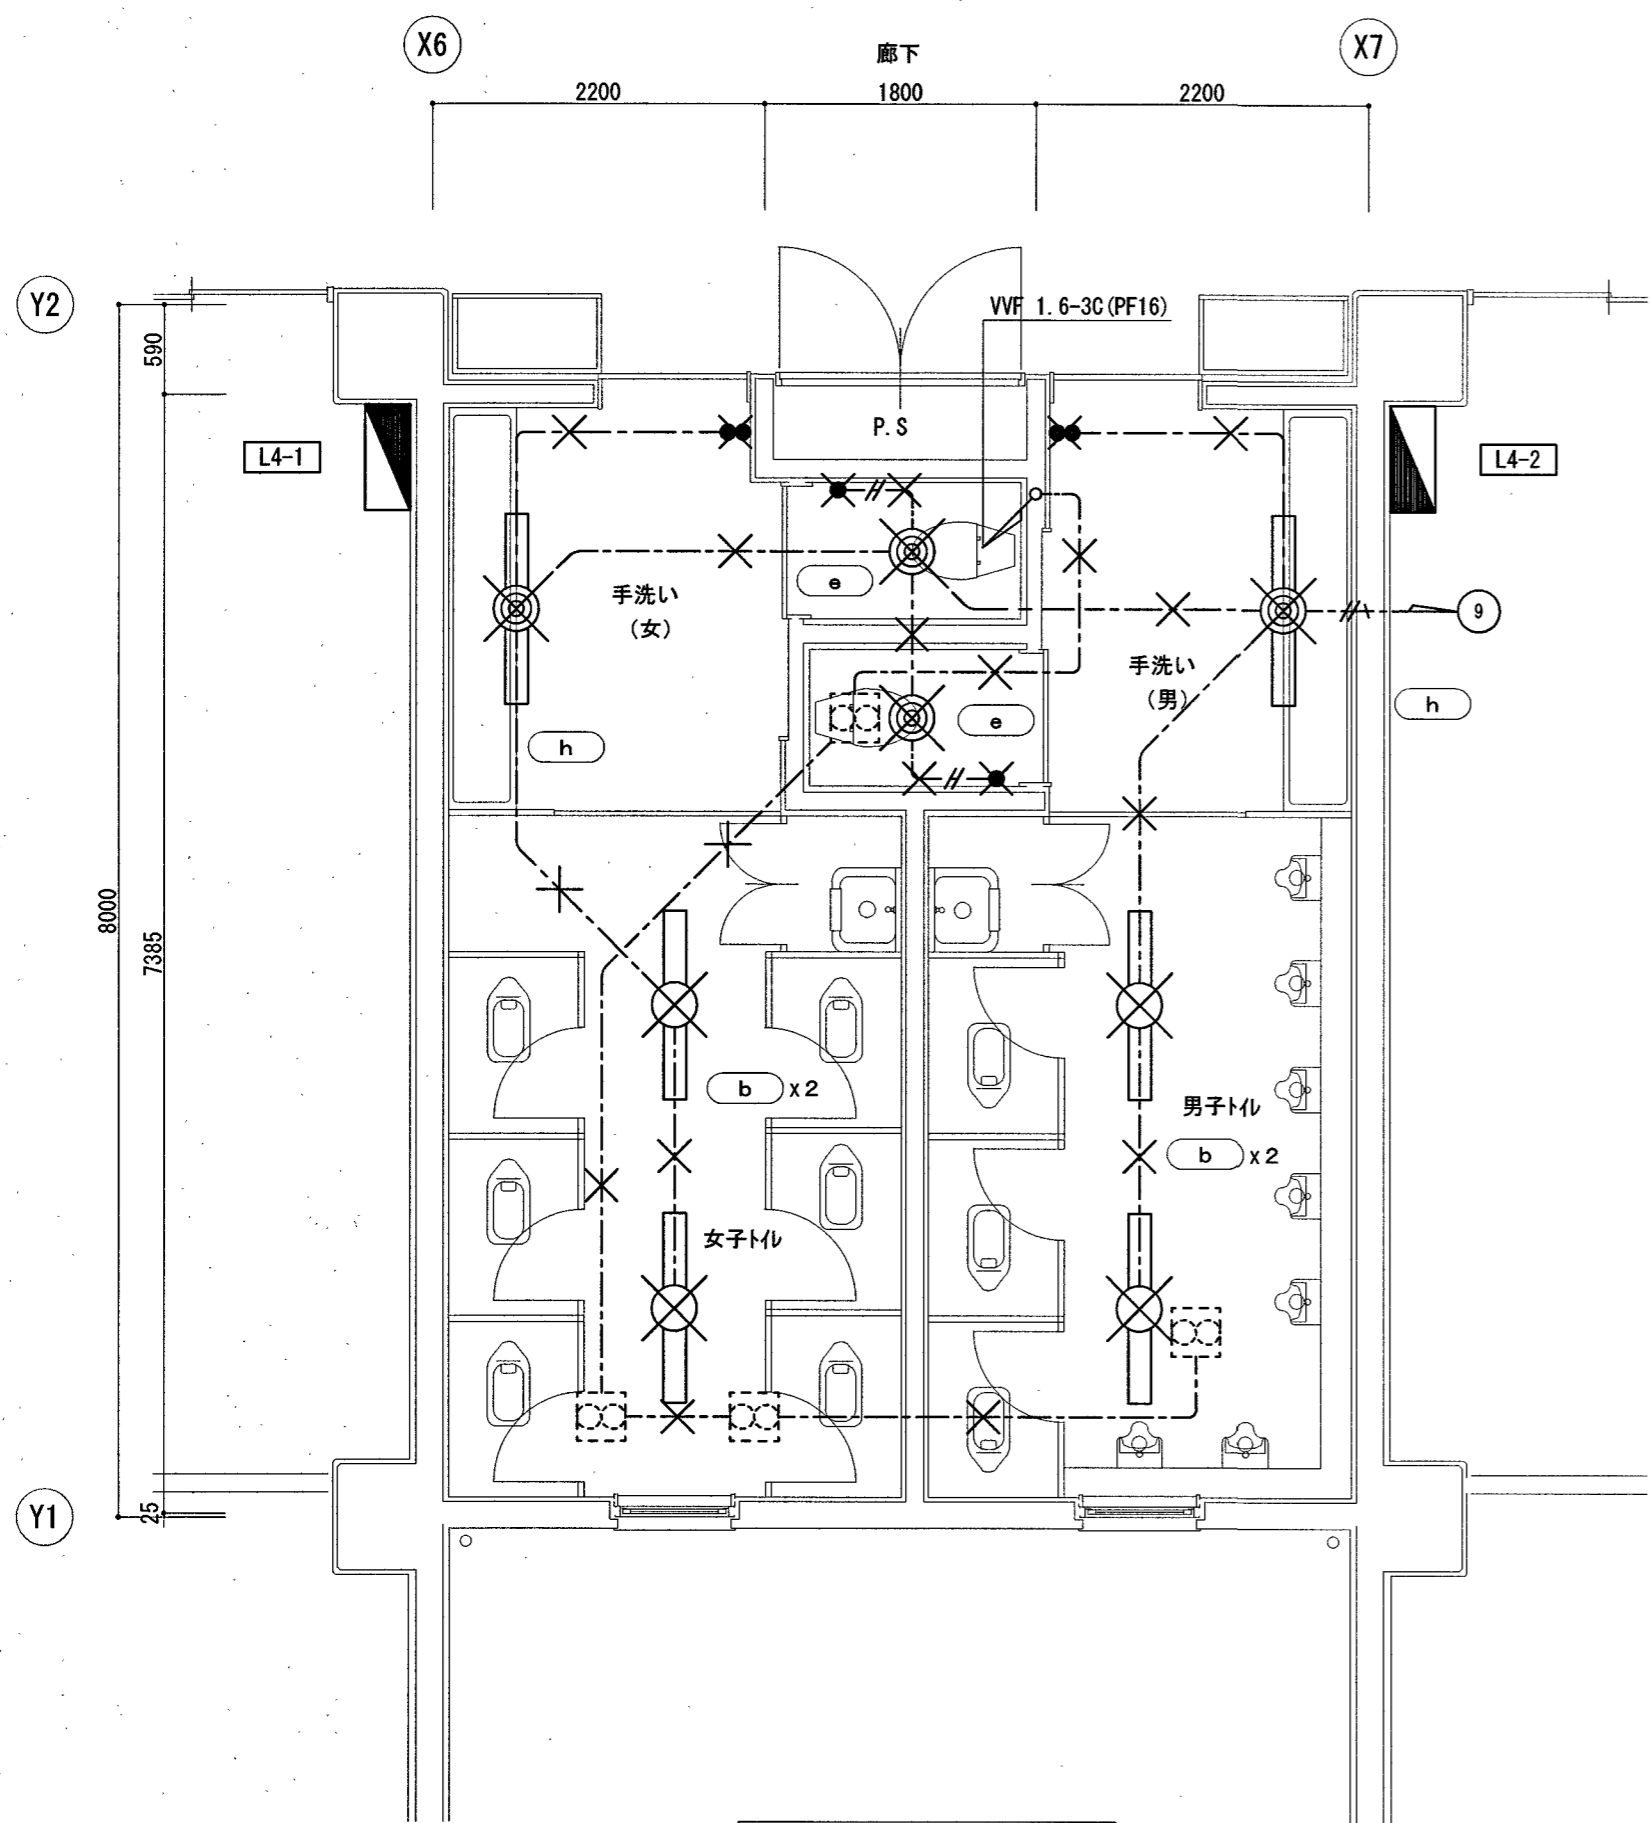 X6
廊下
X7
2200
1800
2200
Y2
590
VVF 1.6-3C(PF16)
P.S
L4-1
L4-2
e
手洗い
(女)
9
手洗い
(男)
e
h
h
8000
7385
b x2
男子ﾄｲﾚ
b x2
女子ﾄｲﾚ
Y1
25